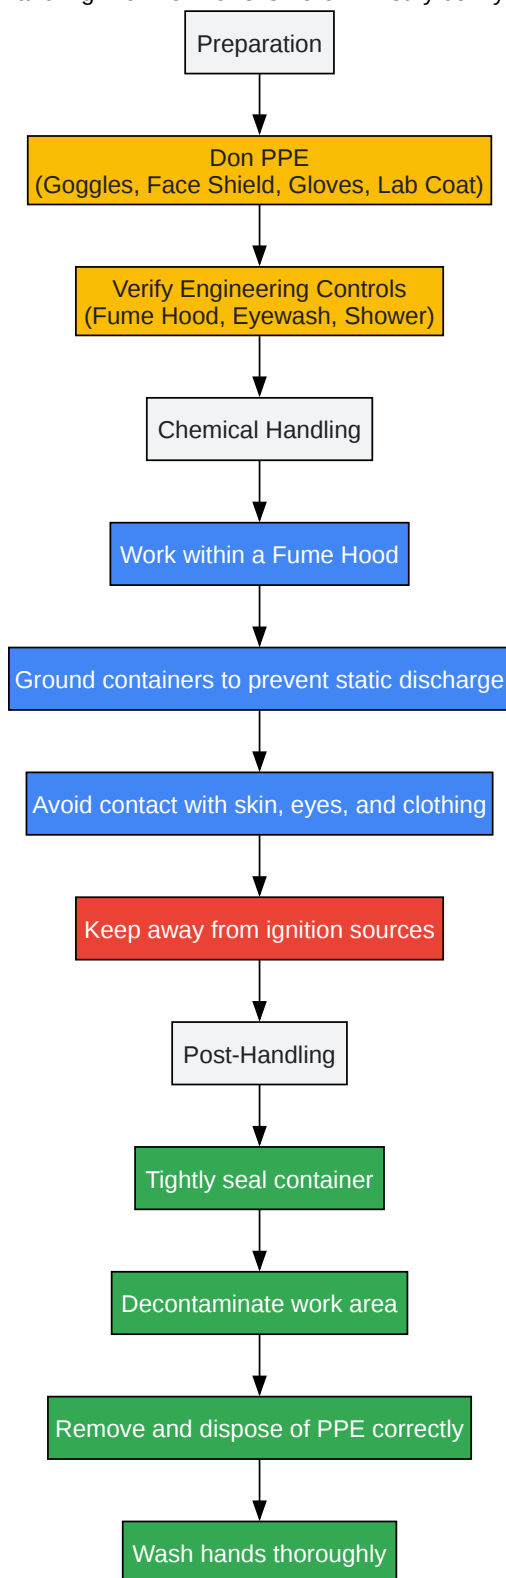 Preparation
Don PPE
(Goggles, Face Shield, Gloves, Lab Coat)
Verify Engineering Controls
(Fume Hood, Eyewash, Shower)
Chemical Handling
Work within a Fume Hood
Ground containers to prevent static discharge
Avoid contact with skin, eyes, and clothing
Keep away from ignition sources
Post-Handling
Tightly seal container
Decontaminate work area
Remove and dispose of PPE correctly
Wash hands thoroughly